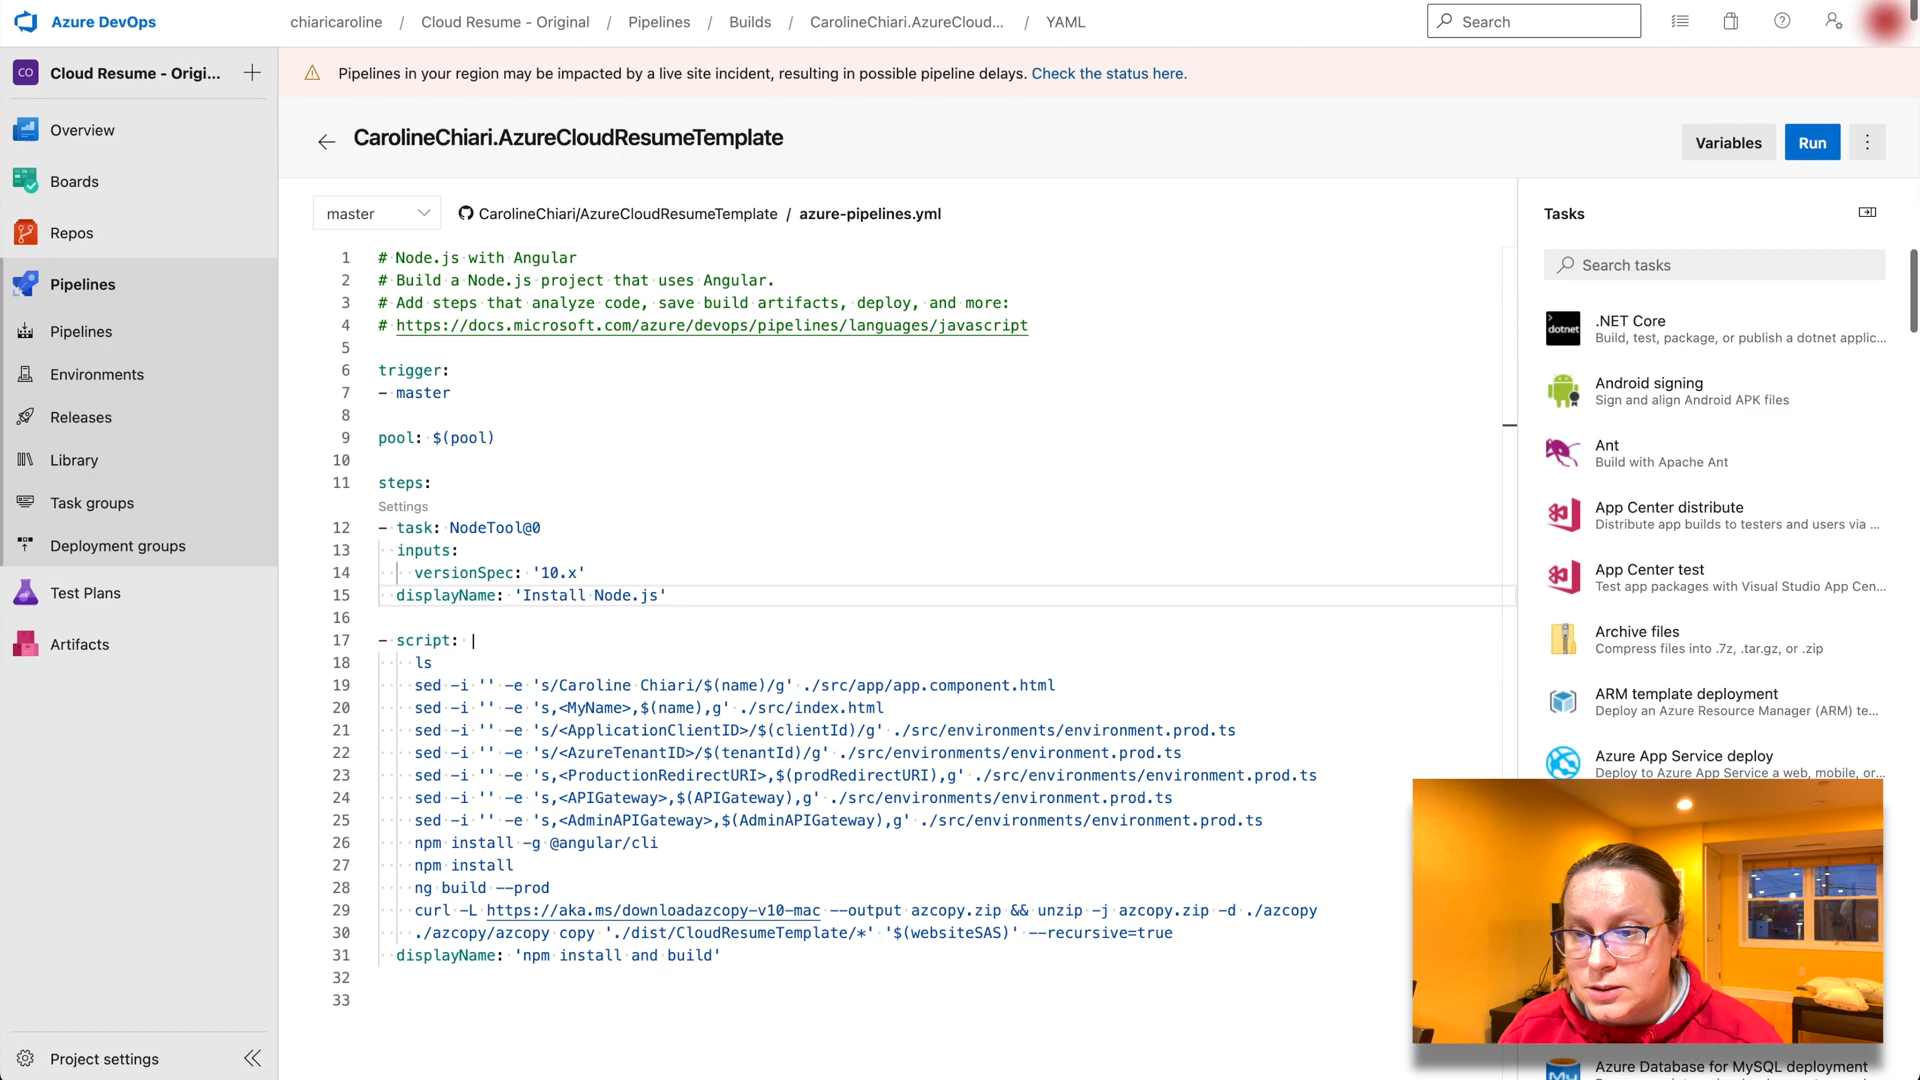 Azure DevOps
chiaricaroline / Cloud Resume - Original / Pipelines / Builds / CarolineChiari.AzureCloud... / YAML
Search
CO
Cloud Resume - Origi...
Pipelines in your region may be impacted by a live site incident, resulting in possible pipeline delays. Check the status here.
Overview
Boards
Repos
Pipelines
Pipelines
Environments
Releases
Library
Task groups
Deployment groups
Test Plans
Artifacts
Project settings
CarolineChiari.AzureCloudResumeTemplate
Variables
Run
master
CarolineChiari/AzureCloudResumeTemplate / azure-pipelines.yml
1 # Node.js with Angular
2 # Build a Node.js project that uses Angular.
3 # Add steps that analyze code, save build artifacts, deploy, and more:
4 # https://docs.microsoft.com/azure/devops/pipelines/languages/javascript
5
6 trigger:
7 - master
8
9 pool: $(pool)
10
11 steps:
Settings
12 - task: NodeTool@0
13 inputs:
14 versionSpec: '10.x'
15 displayName: 'Install Node.js'
16
17 - script: |
18 ls
19 sed -i '' -e 's/Caroline Chiari/$(name)/g' ./src/app/app.component.html
20 sed -i '' -e 's,<MyName>,$(name),g' ./src/index.html
21 sed -i '' -e 's/<ApplicationClientID>/$(clientId)/g' ./src/environments/environment.prod.ts
22 sed -i '' -e 's/<AzureTenantID>/$(tenantId)/g' ./src/environments/environment.prod.ts
23 sed -i '' -e 's,<ProductionRedirectURI>,$(prodRedirectURI),g' ./src/environments/environment.prod.ts
24 sed -i '' -e 's,<APIGateway>,$(APIGateway),g' ./src/environments/environment.prod.ts
25 sed -i '' -e 's,<AdminAPIGateway>,$(AdminAPIGateway),g' ./src/environments/environment.prod.ts
26 npm install -g @angular/cli
27 npm install
28 ng build --prod
29 curl -L https://aka.ms/downloadazcopy-v10-mac --output azcopy.zip && unzip -j azcopy.zip -d ./azcopy
30 ./azcopy/azcopy copy './dist/CloudResumeTemplate/*' '$(websiteSAS)' --recursive=true
31 displayName: 'npm install and build'
32
33
Tasks
Search tasks
dotnet
.NET Core
Build, test, package, or publish a dotnet applic...
Android signing
Sign and align Android APK files
Ant
Build with Apache Ant
App Center distribute
Distribute app builds to testers and users via ...
App Center test
Test app packages with Visual Studio App Cen...
Archive files
Compress files into .7z, .tar.gz, or .zip
ARM template deployment
Deploy an Azure Resource Manager (ARM) te...
Azure App Service deploy
Deploy to Azure App Service a web, mobile, or...
My
Azure Database for MySQL deployment